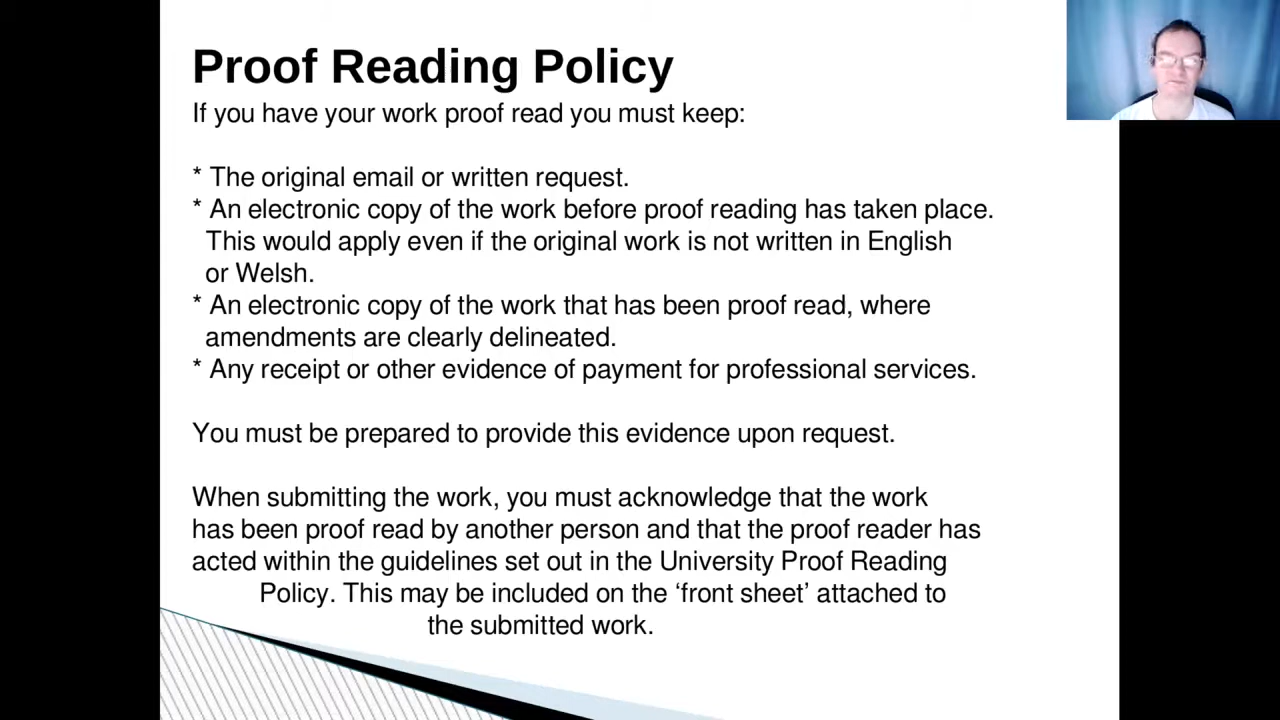 Proof Reading Policy
If you have your work proof read you must keep:
* The original email or written request.
* An electronic copy of the work before proof reading has taken place.
This would apply even if the original work is not written in English
or Welsh.
* An electronic copy of the work that has been proof read, where
amendments are clearly delineated.
* Any receipt or other evidence of payment for professional services.
You must be prepared to provide this evidence upon request.
When submitting the work, you must acknowledge that the work
has been proof read by another person and that the proof reader has
acted within the guidelines set out in the University Proof Reading
Policy. This may be included on the ‘front sheet’ attached to
the submitted work.